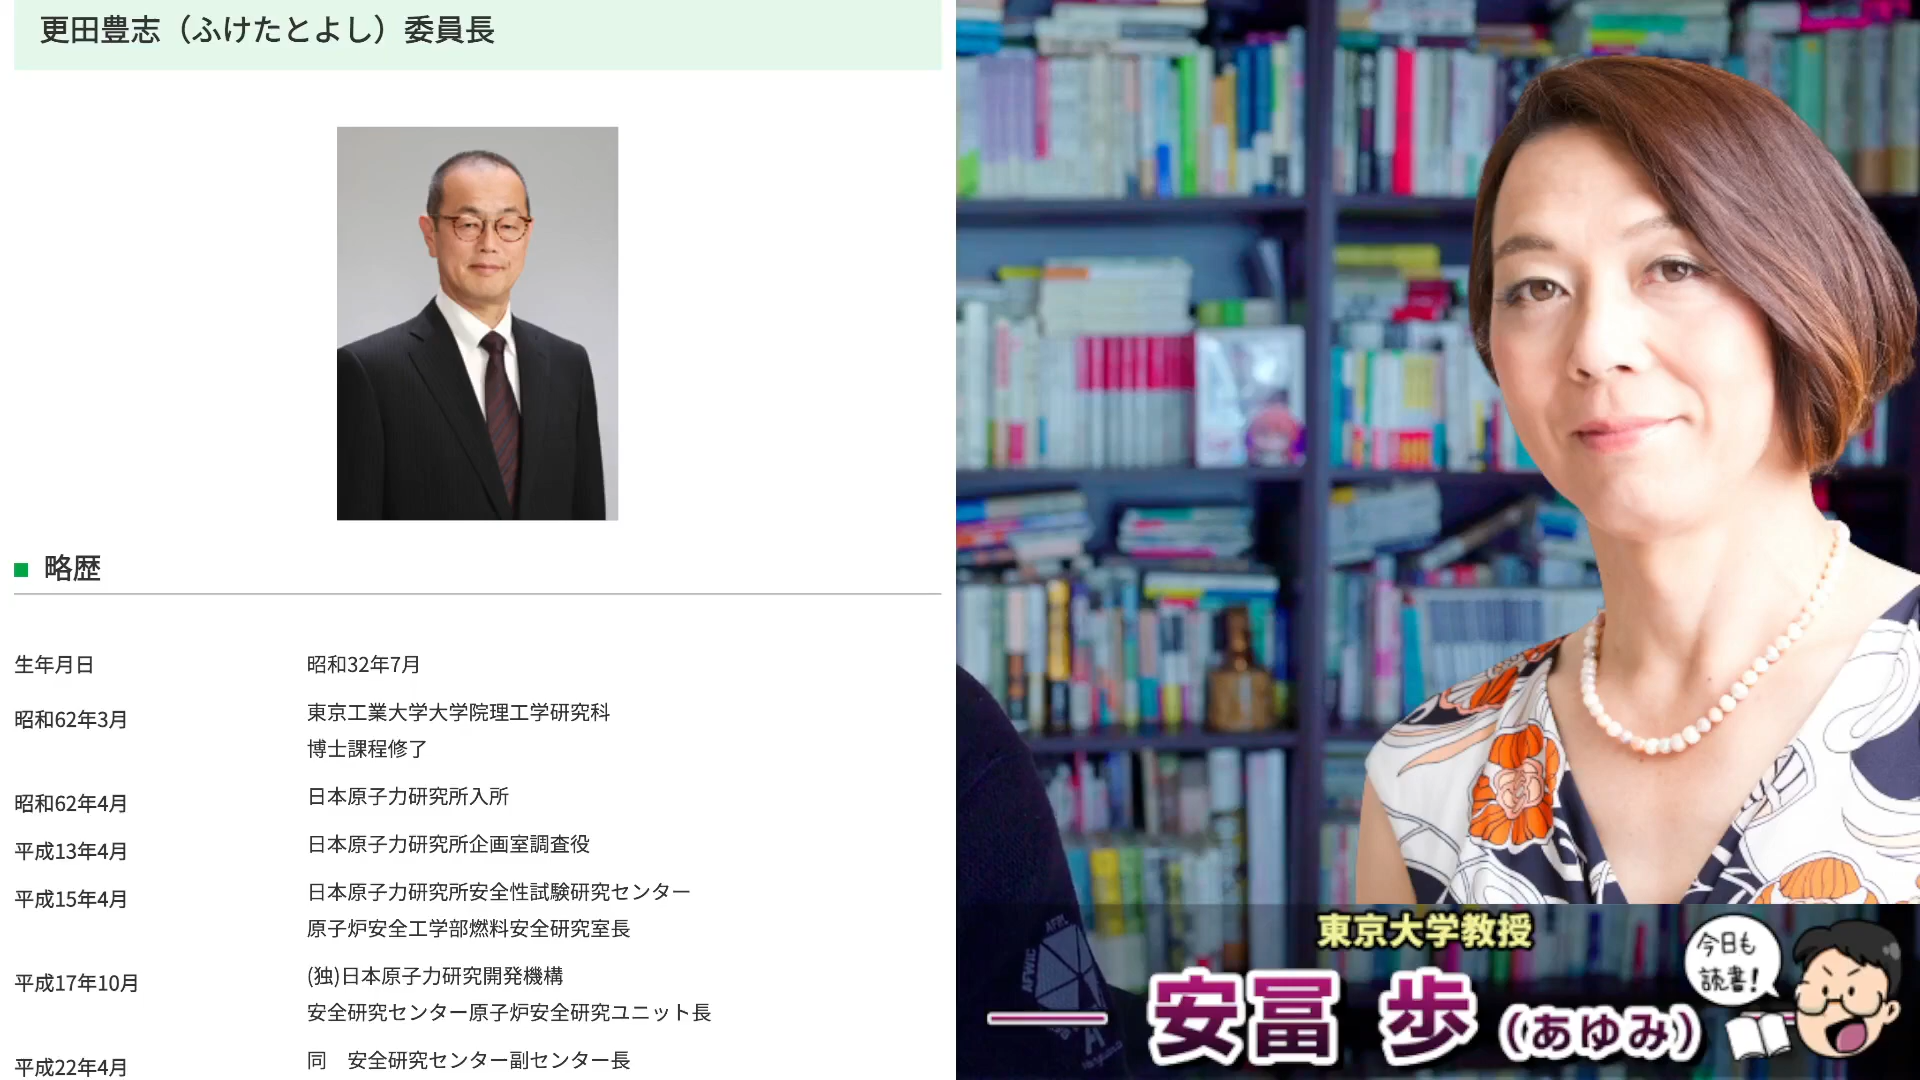 更田豊志（ふけたとよし）委員長
略歴
生年月日 昭和32年7月
昭和62年3月 東京工業大学大学院理工学研究科
博士課程修了
昭和62年4月 日本原子力研究所入所
平成13年4月 日本原子力研究所企画室調査役
平成15年4月 日本原子力研究所安全性試験研究センター
原子炉安全工学部燃料安全研究室長
平成17年10月 (独)日本原子力研究開発機構
安全研究センター原子炉安全研究ユニット長
平成22年4月 同　安全研究センター副センター長
東京大学教授
安冨 歩 (あゆみ)
今日も
読書!
AFWIC